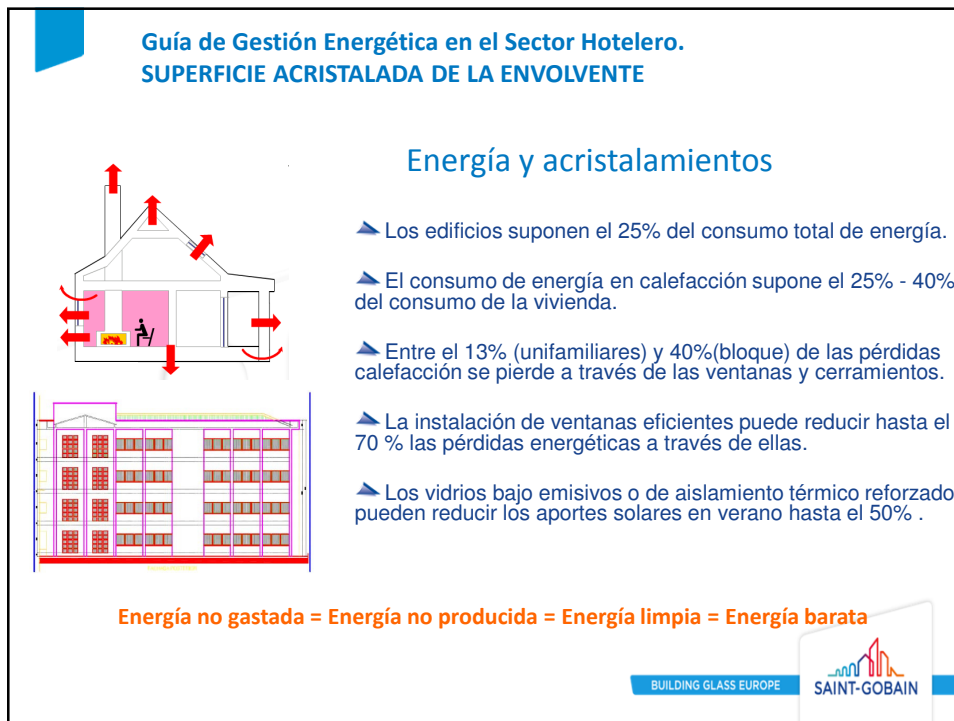 Guía de Gestión Energética en el Sector Hotelero.
SUPERFICIE ACRISTALADA DE LA ENVOLVENTE
Energía y acristalamientos
Los edificios suponen el 25% del consumo total de energía.
El consumo de energía en calefacción supone el 25% - 40%
del consumo de la vivienda.
Entre el 13% (unifamiliares) y 40%(bloque) de las pérdidas
calefacción se pierde a través de las ventanas y cerramientos.
La instalación de ventanas eficientes puede reducir hasta el
70 % las pérdidas energéticas a través de ellas.
Los vidrios bajo emisivos o de aislamiento térmico reforzado
pueden reducir los aportes solares en verano hasta el 50% .
Energía no gastada = Energía no producida = Energía limpia = Energía barata
BUILDING GLASS EUROPE
SAINT-GOBAIN